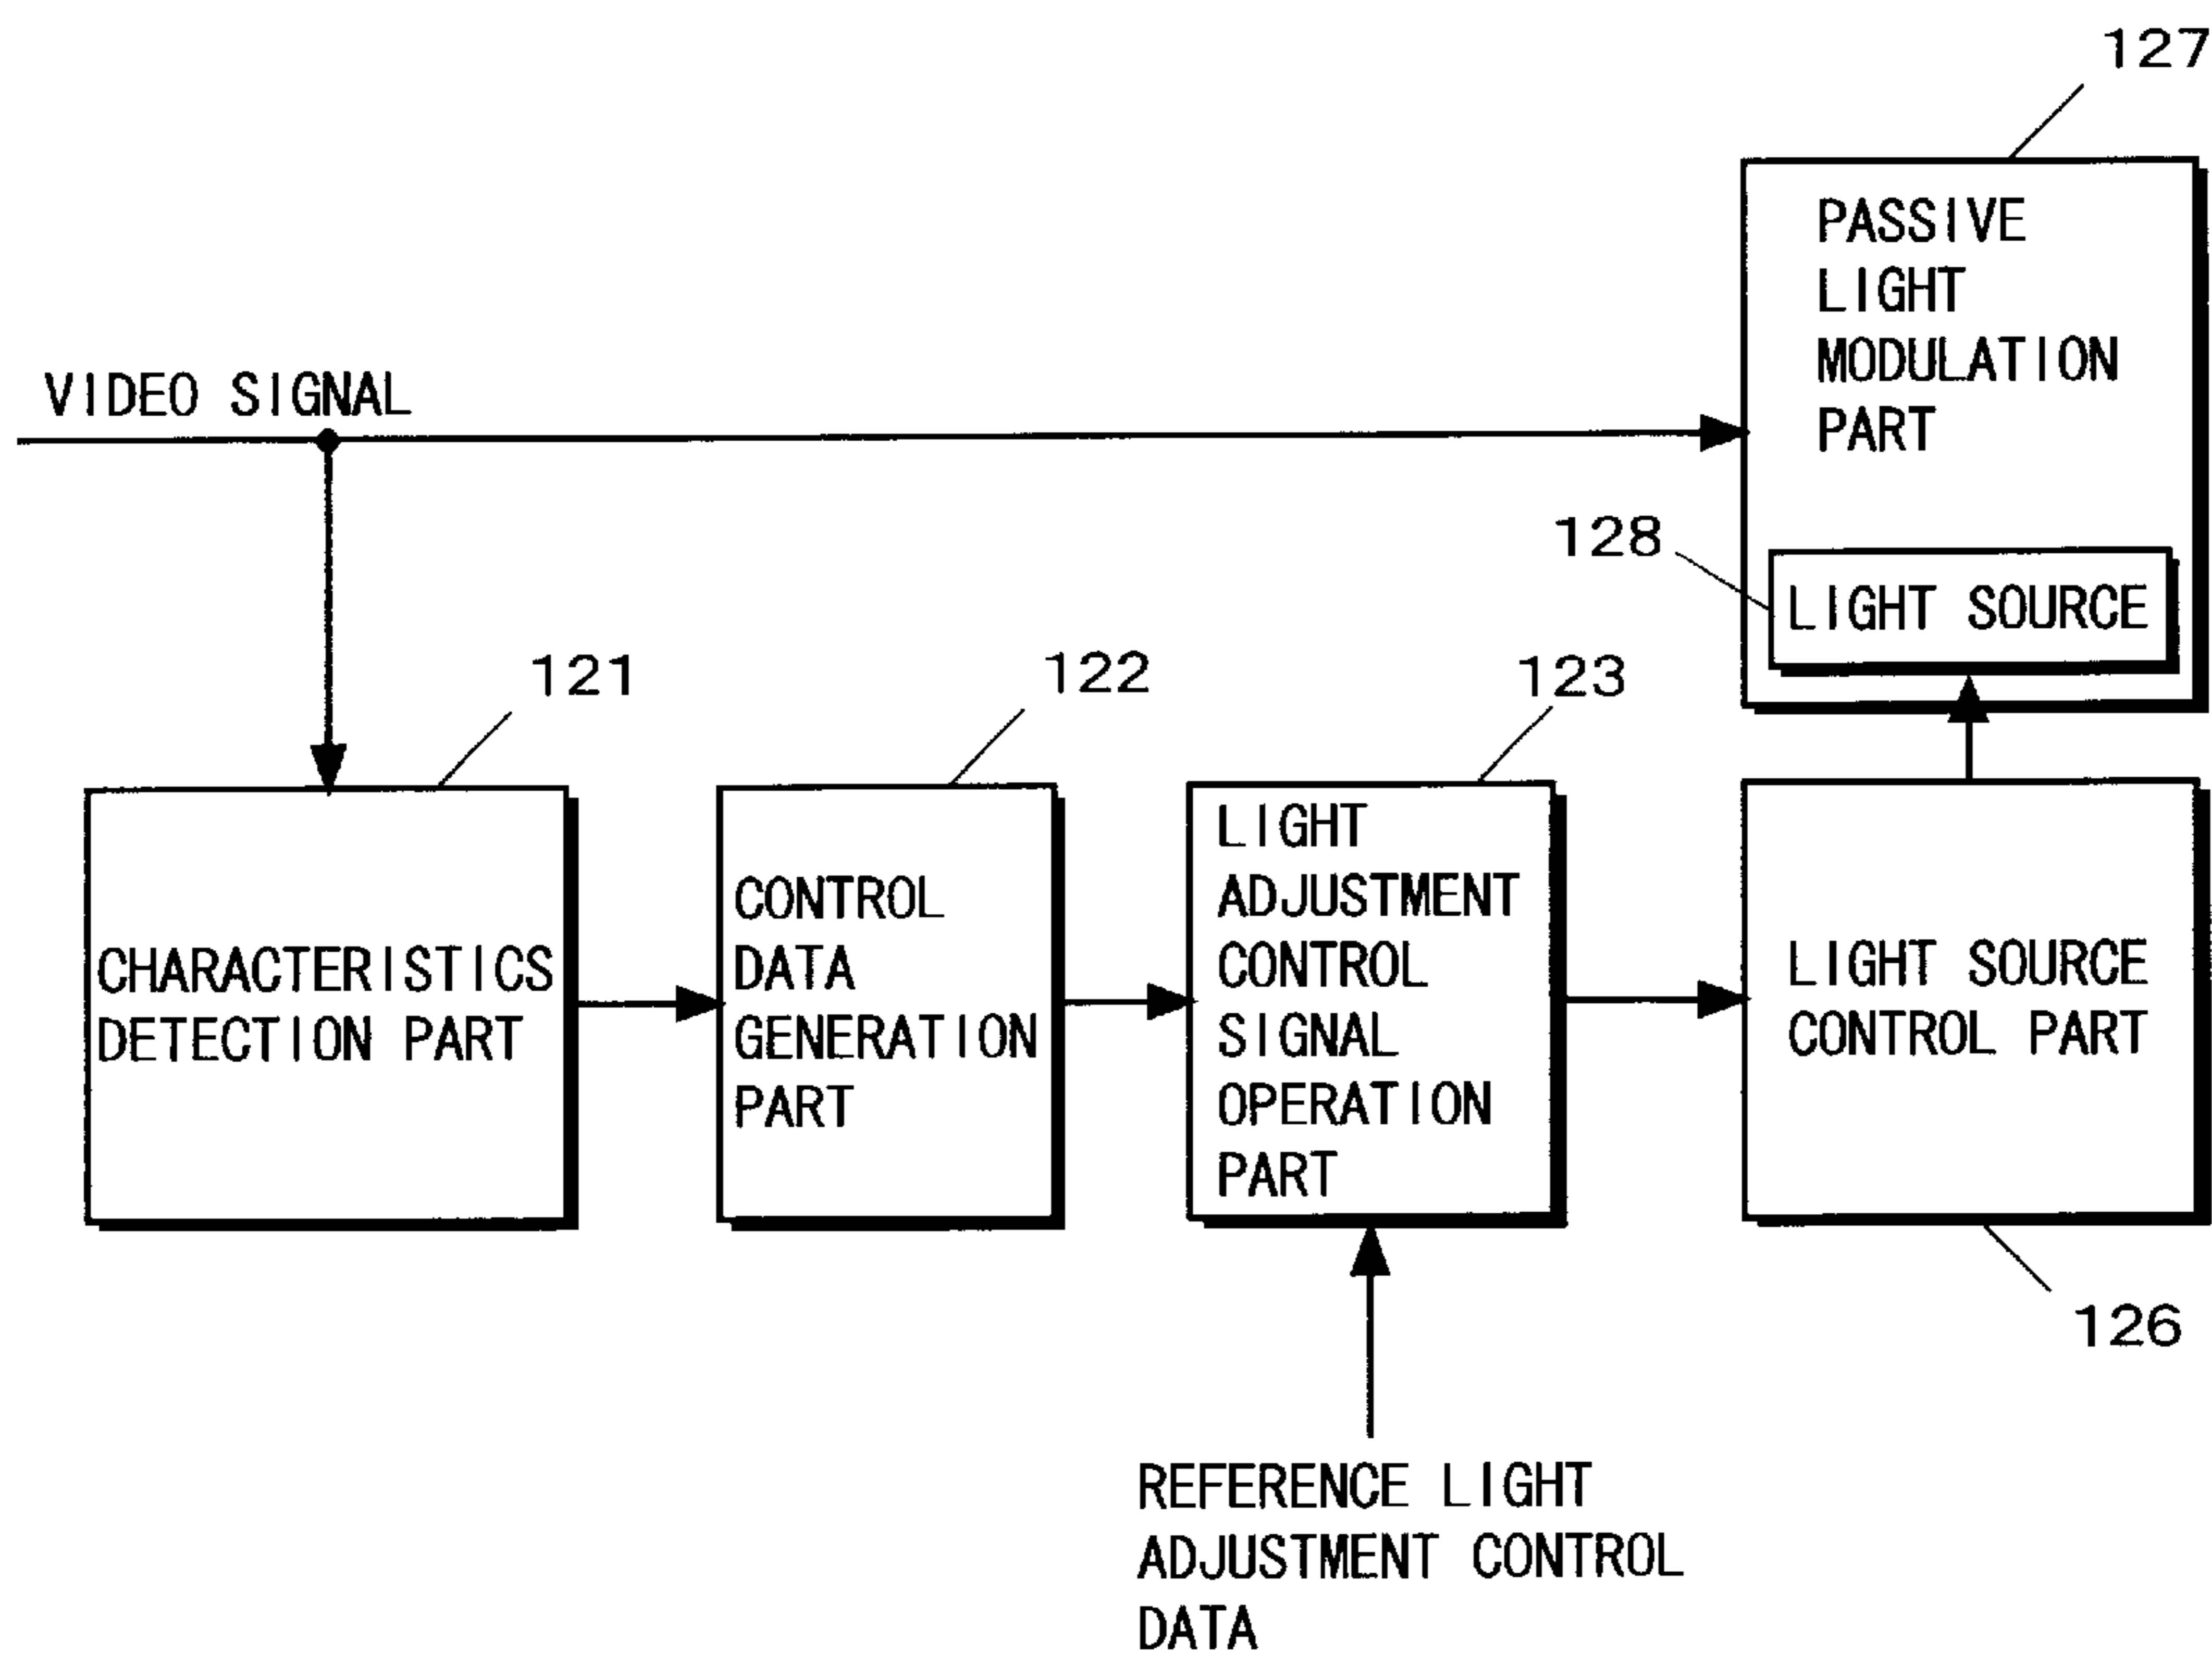 127
PASSIVE
LIGHT
MODULATION
PART
VIDEO SIGNAL
128
LIGHT SOURCE
121
122
123
CHARACTERISTICS
DETECTION PART
CONTROL
DATA
GENERATION
PART
LIGHT
ADJUSTMENT
CONTROL
SIGNAL
OPERATION
PART
LIGHT SOURCE
CONTROL PART
126
REFERENCE LIGHT
ADJUSTMENT CONTROL
DATA